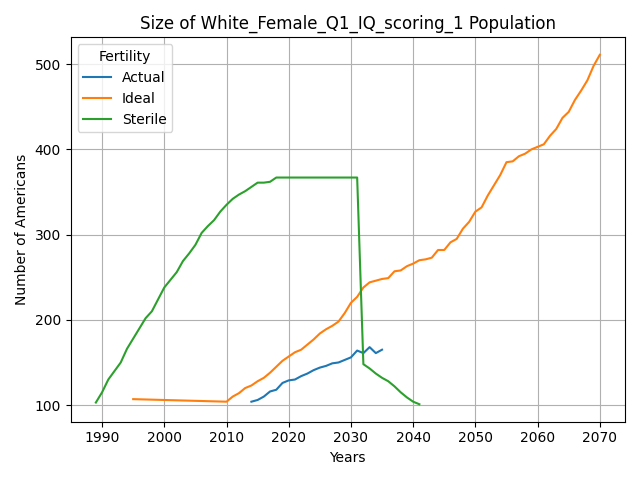 Size of White_Female_Q1_IQ_scoring_1 Population
Fertility
Actual
Ideal
Sterile
Number of Americans
500
400
300
200
100
1990 2000 2010 2020 2030 2040 2050 2060 2070
Years